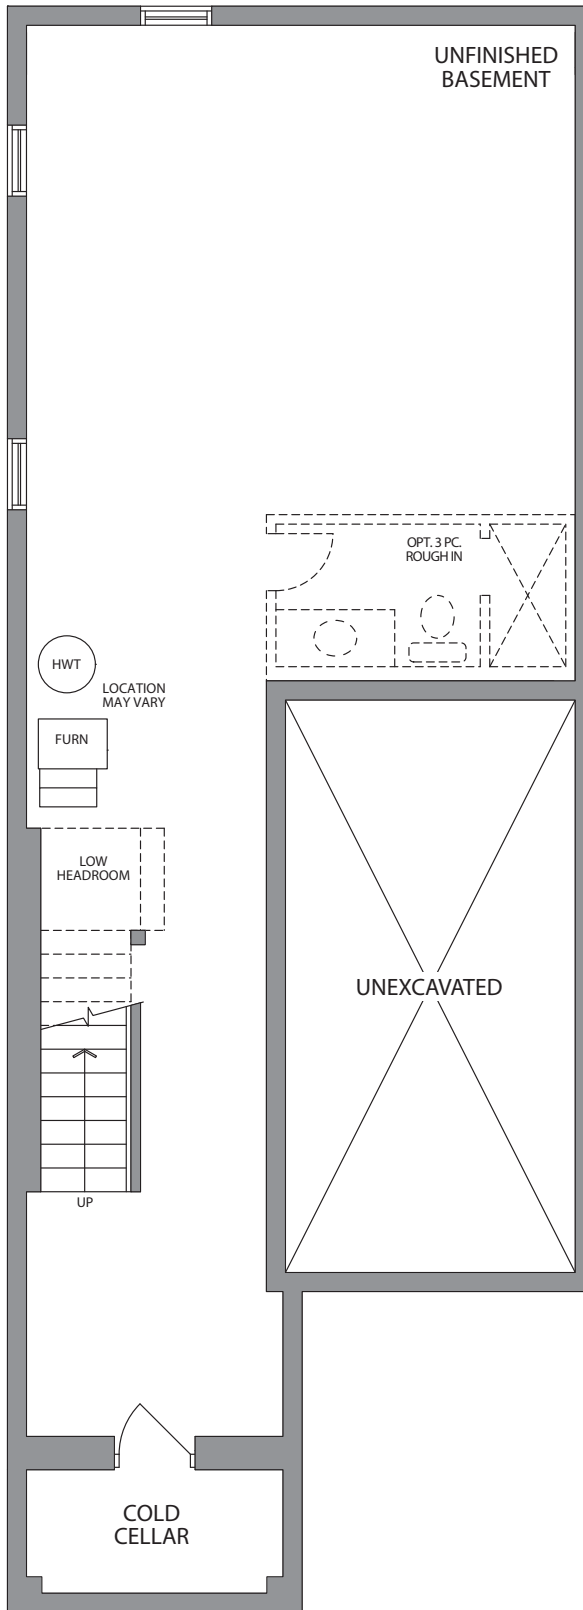 UNFINISHED
BASEMENT
OPT. 3 PC.
ROUGH IN
HWT
LOCATION
MAY VARY
FURN
LOW
HEADROOM
UNEXCAVATED
UP
COLD
CELLAR